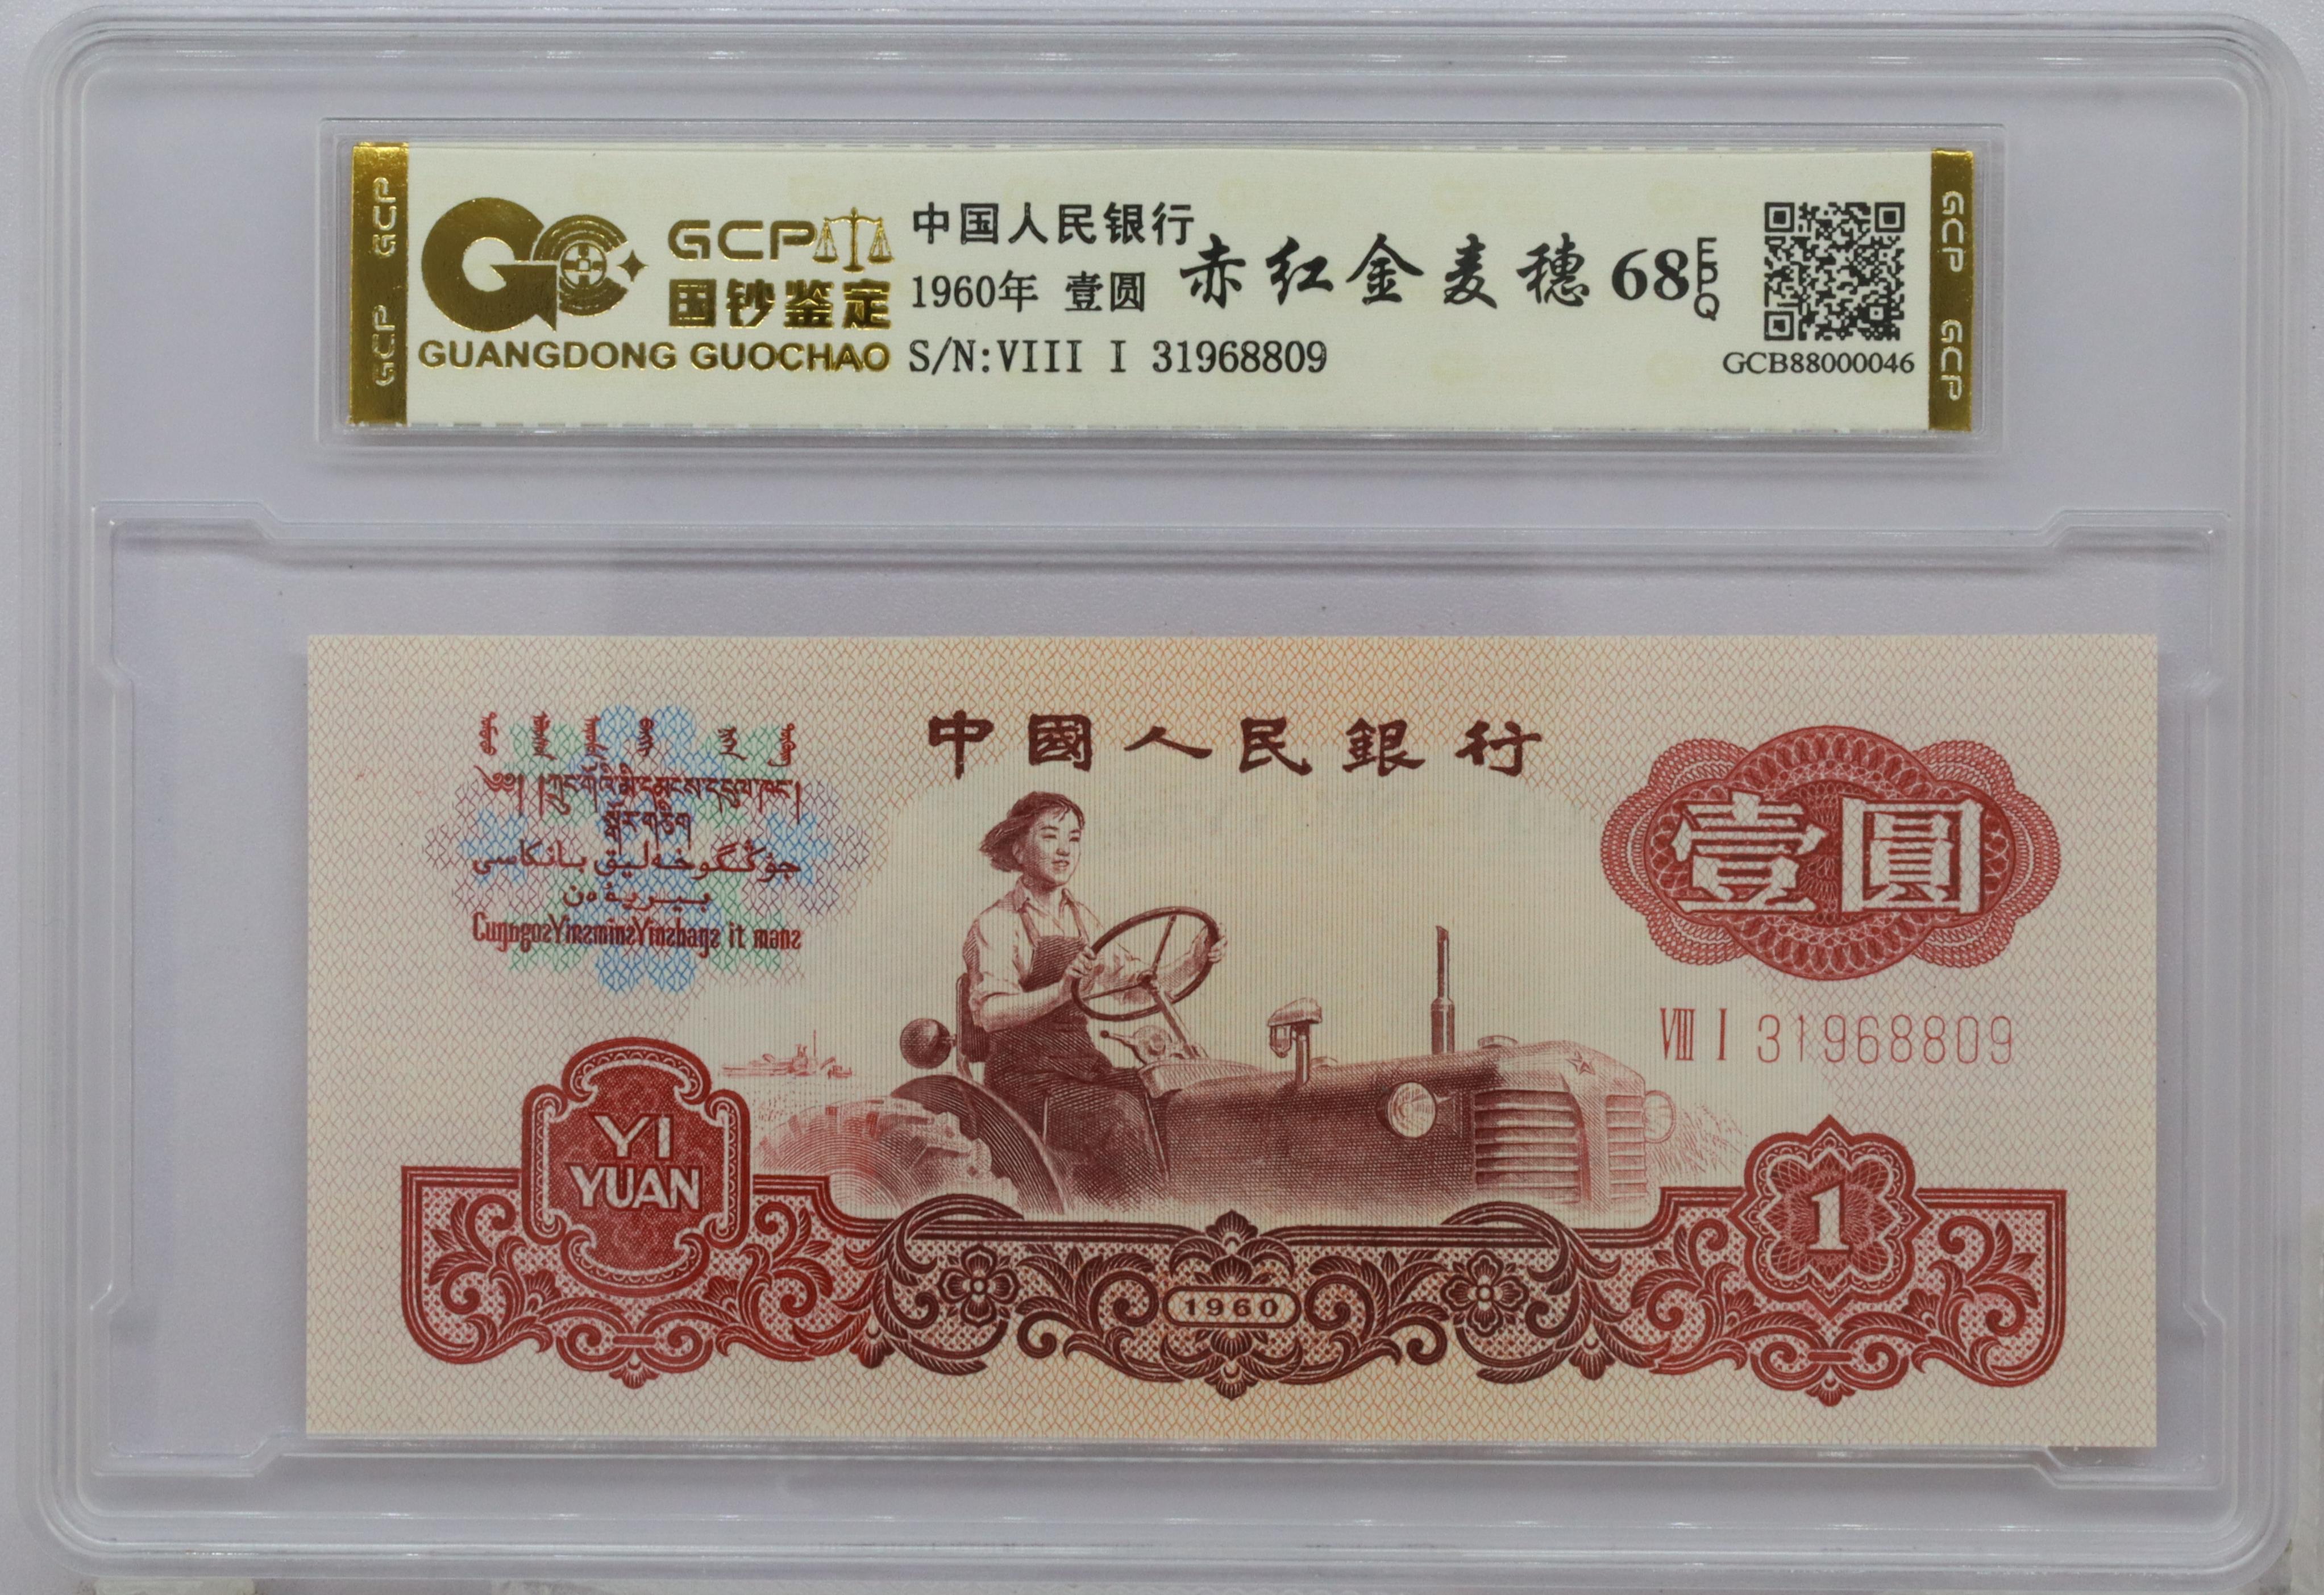 GCP GCP
GCP
国钞鉴定
GUANGDONG GUOCHAO
中国人民银行
1960年 壹圆
S/N:VIII I 31968809
赤红金麦穗 68 EPQ
GCB88000046
GCP GCP
中國人民銀行
壹圓
VIII I 31968809
YI
YUAN
1960
1